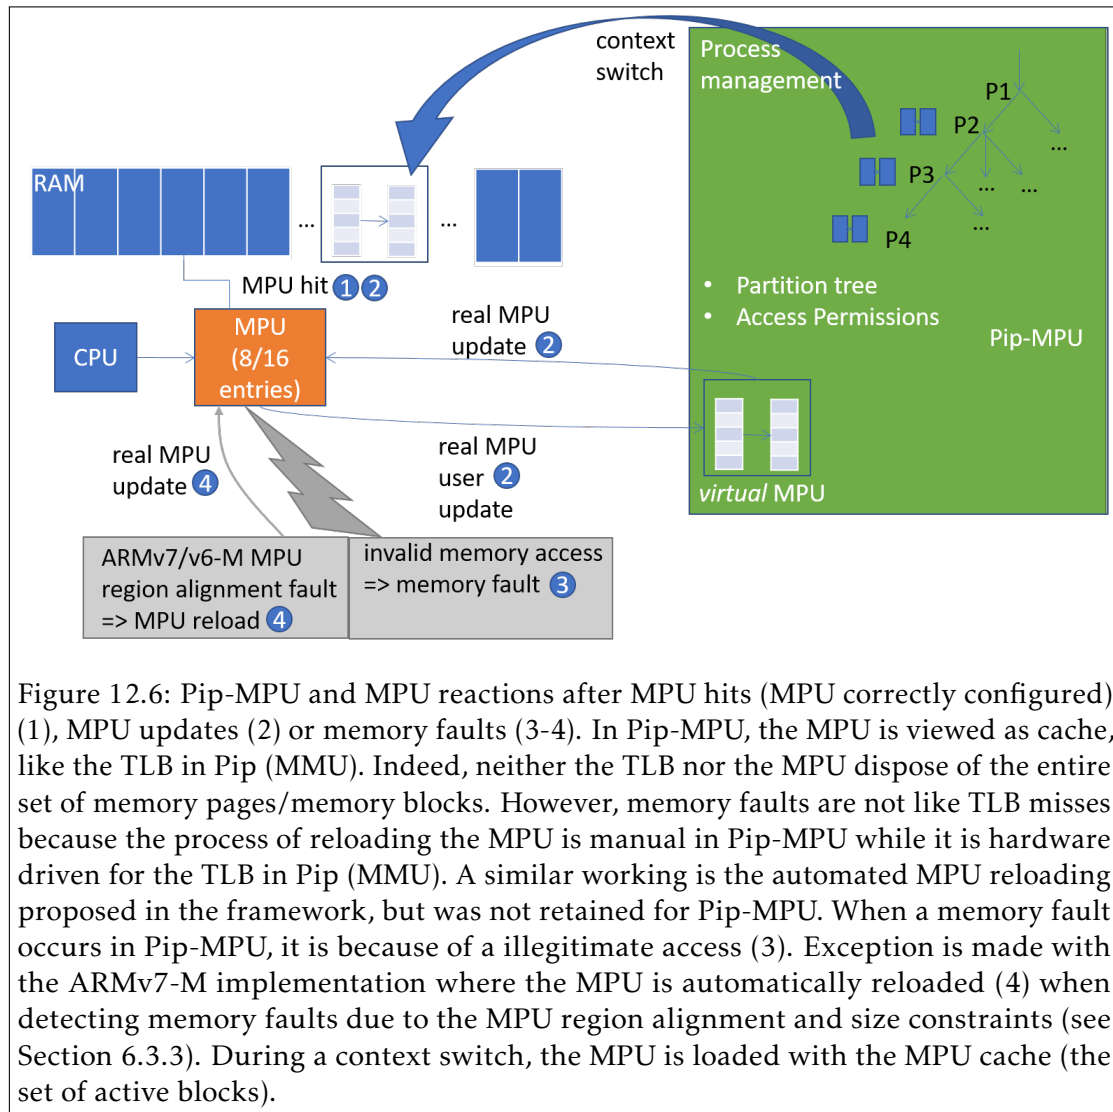 context
switch
Process
management
P1
P2
...
P3
...
...
P4
...
RAM
...
...
MPU hit 1 2
• Partition tree
• Access Permissions
Pip-MPU
CPU
MPU
(8/16
entries)
real MPU
update 2
real MPU
update 4
real MPU
user 2
update
virtual MPU
ARMv7/v6-M MPU
region alignment fault
=> MPU reload 4
invalid memory access
=> memory fault 3
Figure 12.6: Pip-MPU and MPU reactions after MPU hits (MPU correctly configured)
(1), MPU updates (2) or memory faults (3-4). In Pip-MPU, the MPU is viewed as cache,
like the TLB in Pip (MMU). Indeed, neither the TLB nor the MPU dispose of the entire
set of memory pages/memory blocks. However, memory faults are not like TLB misses
because the process of reloading the MPU is manual in Pip-MPU while it is hardware
driven for the TLB in Pip (MMU). A similar working is the automated MPU reloading
proposed in the framework, but was not retained for Pip-MPU. When a memory fault
occurs in Pip-MPU, it is because of a illegitimate access (3). Exception is made with
the ARMv7-M implementation where the MPU is automatically reloaded (4) when
detecting memory faults due to the MPU region alignment and size constraints (see
Section 6.3.3). During a context switch, the MPU is loaded with the MPU cache (the
set of active blocks).